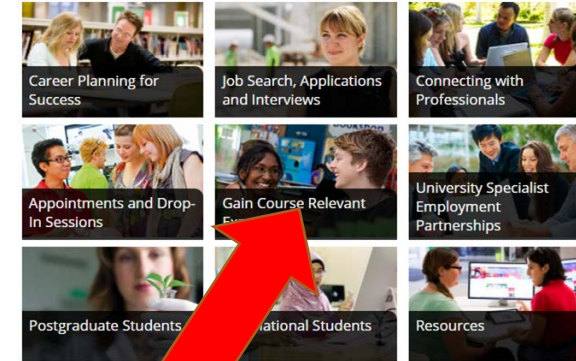 Career Planning for
Success
Job Search, Applications
and Interviews
Connecting with
Professionals
Appointments and Drop-
In Sessions
Gain Course Relevant
University Specialist
Employment
Partnerships
Postgraduate Students
Students
Resources